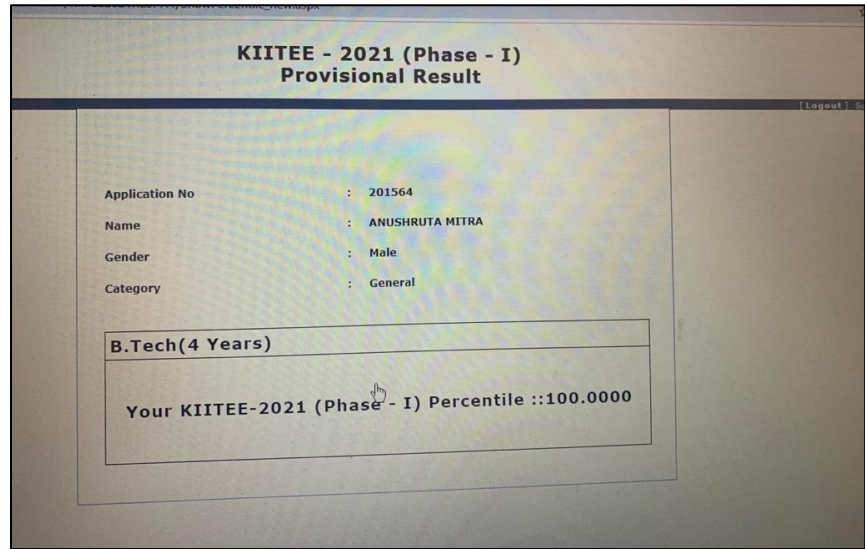 KIITEE - 2021 (Phase - I)
Provisional Result
[ Logout ]
Application No : 201564
Name : ANUSHRUTA MITRA
Gender : Male
Category : General
B.Tech(4 Years)
Your KIITEE-2021 (Phase - I) Percentile ::100.0000